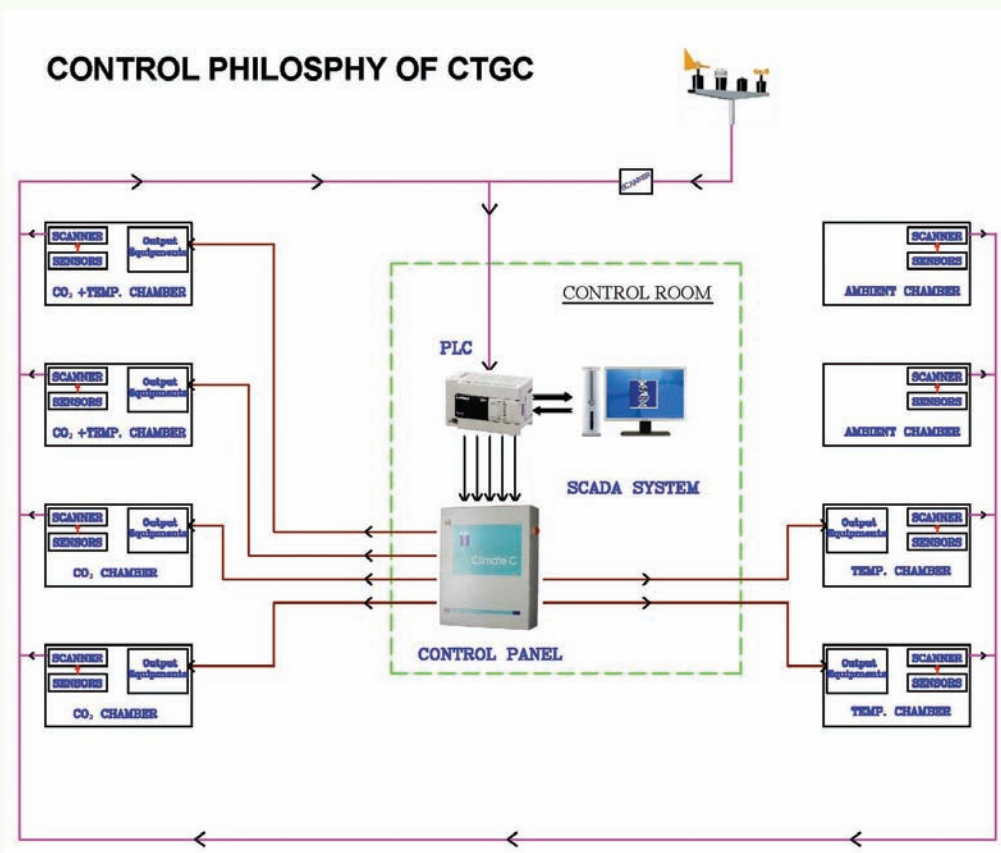 CONTROL PHILOSPHY OF CTGC
SCANNER
SCANNER
SENSORS
Output
Equipments
CO₂ +TEMP. CHAMBER
SCANNER
SENSORS
AMBIENT CHAMBER
CONTROL ROOM
PLC
SCANNER
SENSORS
Output
Equipments
CO₂ +TEMP. CHAMBER
SCANNER
SENSORS
AMBIENT CHAMBER
SCADA SYSTEM
SCANNER
SENSORS
Output
Equipments
CO₂ CHAMBER
Climate C
Output
Equipments
SCANNER
SENSORS
TEMP. CHAMBER
CONTROL PANEL
SCANNER
SENSORS
Output
Equipments
CO₂ CHAMBER
Output
Equipments
SCANNER
SENSORS
TEMP. CHAMBER